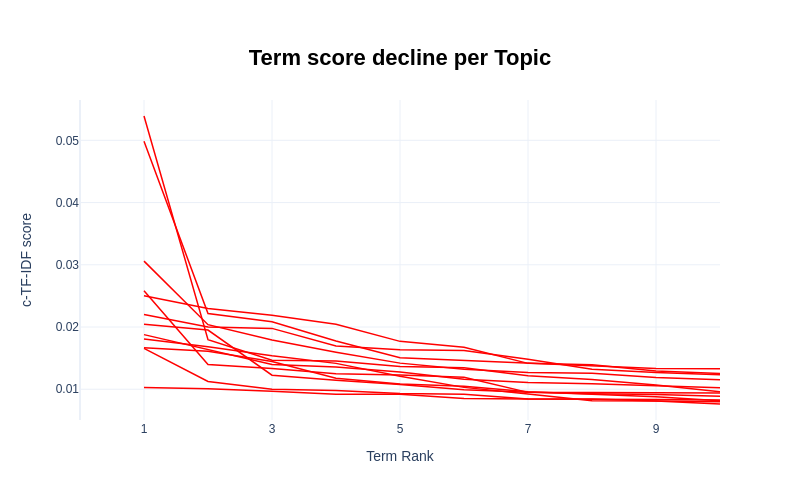 Term score decline per Topic
0.05
0.04
0.03
0.02
0.01
c-TF-IDF score
1 3 5 7 9
Term Rank